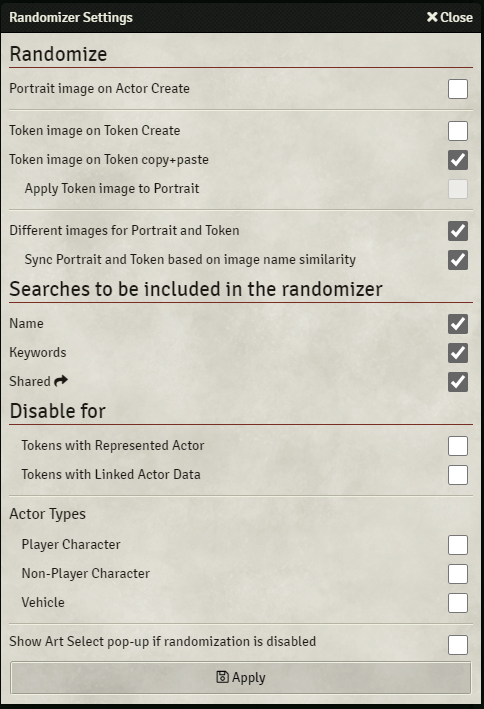 Randomizer Settings
Close
Randomize
Portrait image on Actor Create
Token image on Token Create
Token image on Token copy+paste
Apply Token image to Portrait
Different images for Portrait and Token
Sync Portrait and Token based on image name similarity
Searches to be included in the randomizer
Name
Keywords
Shared
Disable for
Tokens with Represented Actor
Tokens with Linked Actor Data
Actor Types
Player Character
Non-Player Character
Vehicle
Show Art Select pop-up if randomization is disabled
Apply